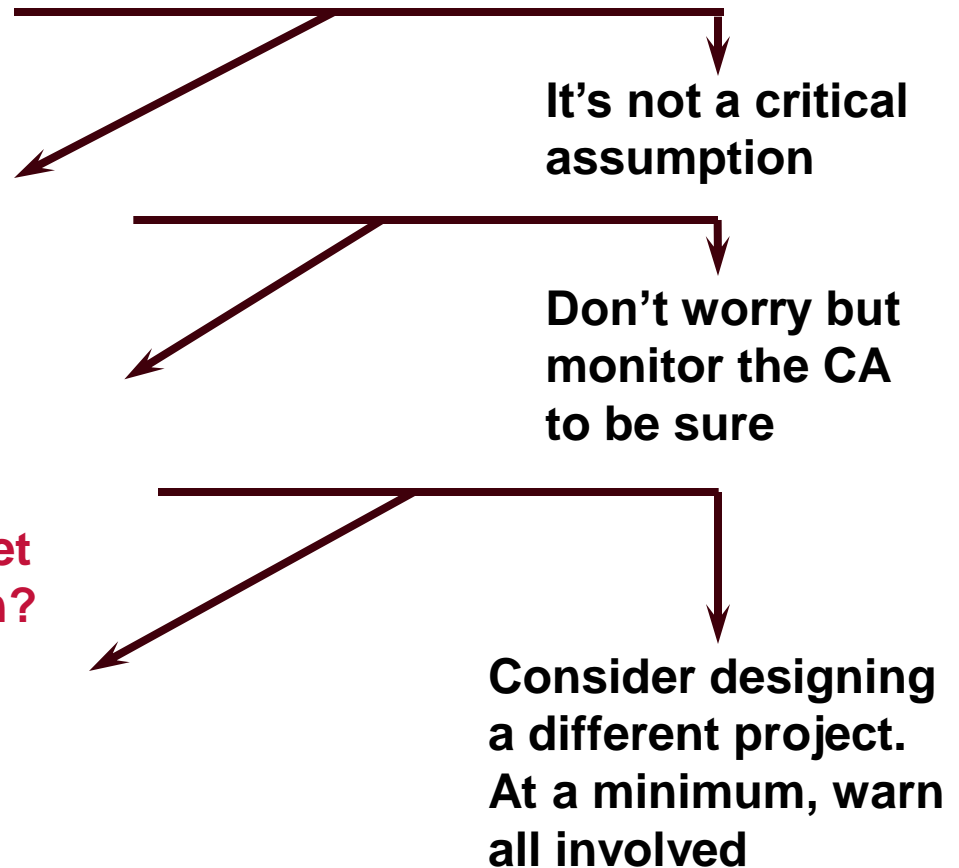 It's not a critical
assumption
Don’t worry but
monitor the CA
to be sure
et
?
Consider designing
a different project.
At a minimum, warn
all involved